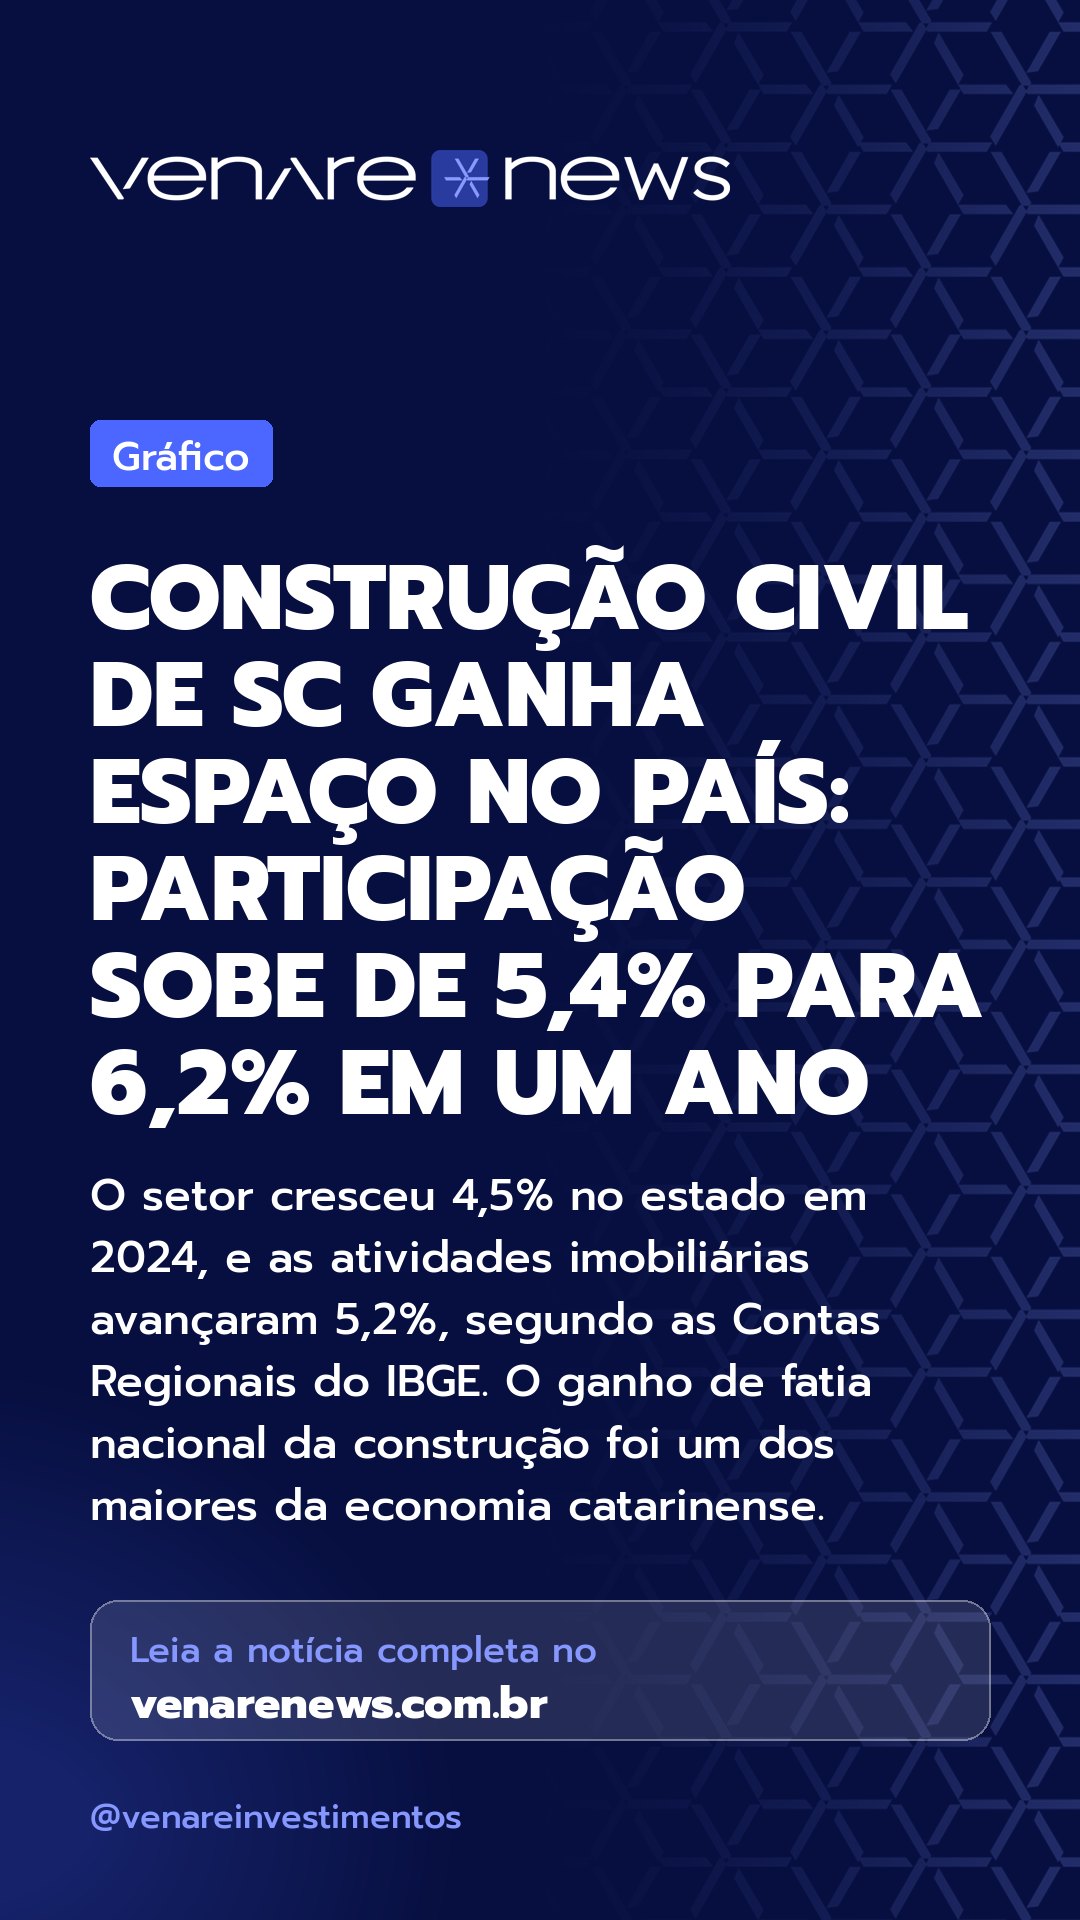 venare news
Gráfico
CONSTRUÇÃO CIVIL
DE SC GANHA
ESPAÇO NO PAÍS:
PARTICIPAÇÃO
SOBE DE 5,4% PARA
6,2% EM UM ANO
O setor cresceu 4,5% no estado em
2024, e as atividades imobiliárias
avançaram 5,2%, segundo as Contas
Regionais do IBGE. O ganho de fatia
nacional da construção foi um dos
maiores da economia catarinense.
Leia a notícia completa no
venarenews.com.br
@venareinvestimentos